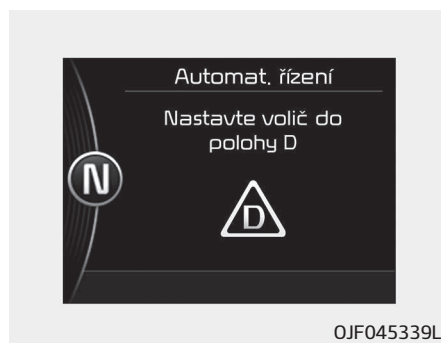 Automat. řízení
Nastavte volič do
polohy D
N
D
OJF045339L